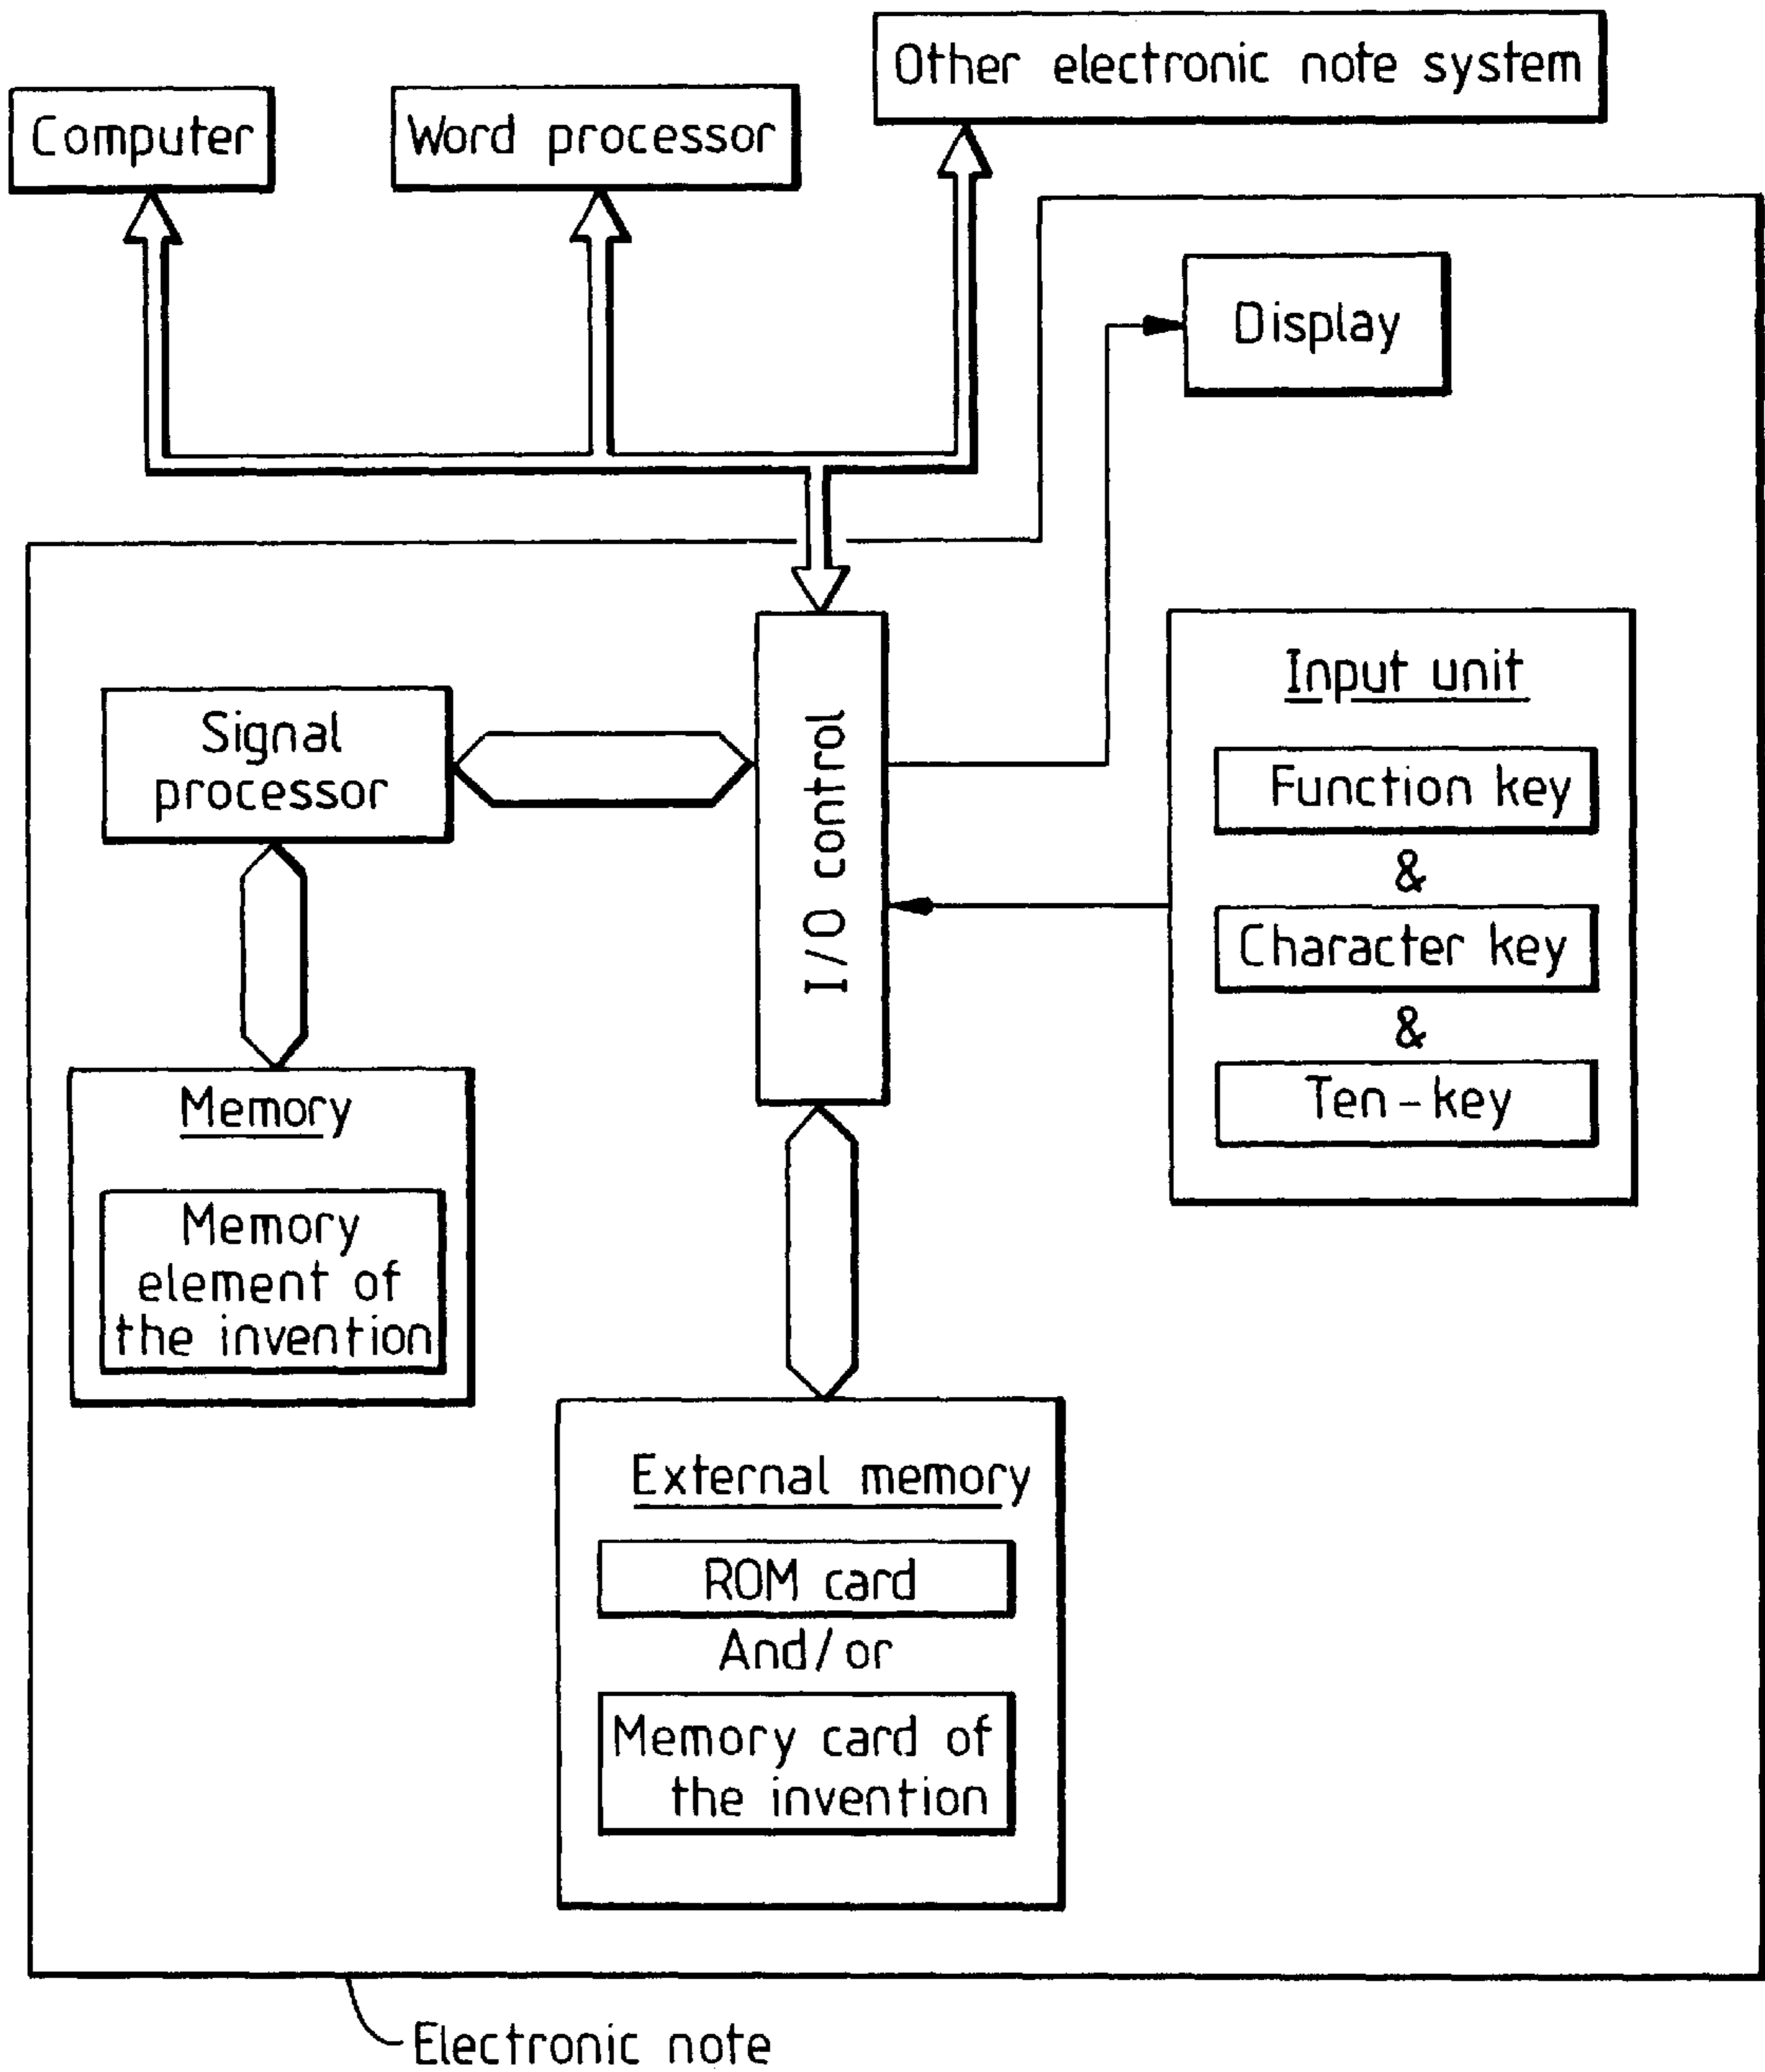 Other electronic note system
Computer
Word processor
Display
Input unit
Function key
&
Character key
&
Ten-key
I/O control
Signal
processor
Memory
Memory
element of
the invention
External memory
ROM card
And/or
Memory card of
the invention
Electronic note